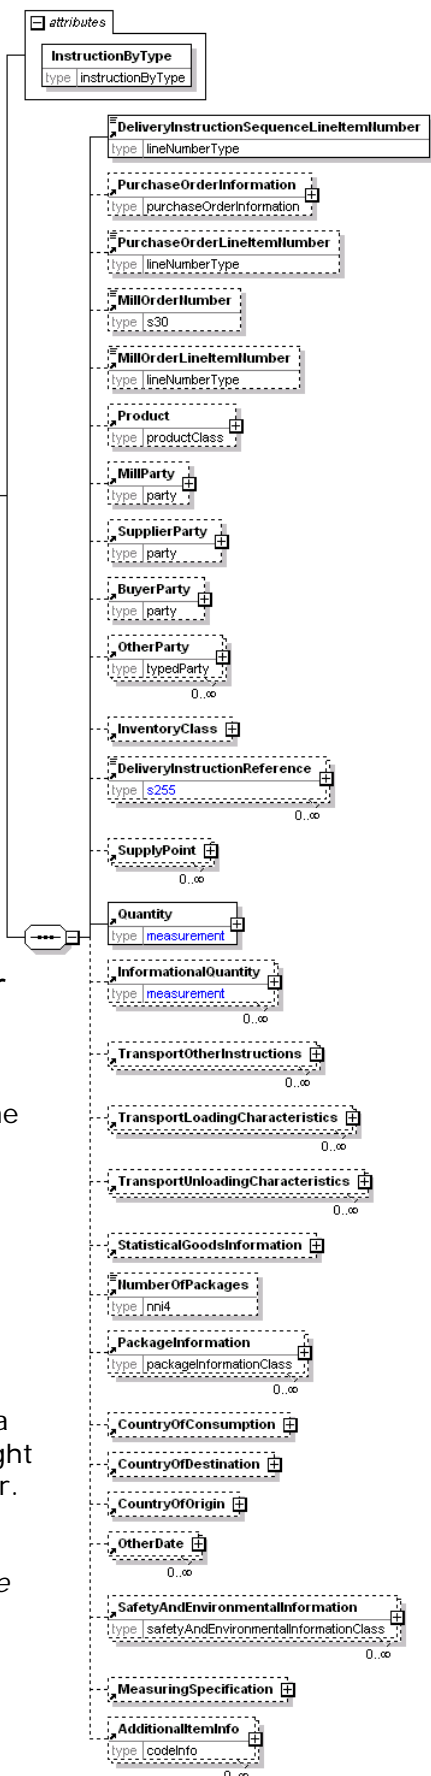 attributes
InstructionByType
type instructionByType
DeliveryInstructionSequenceLineItemNumber
type lineNumberType
PurchaseOrderInformation
type purchaseOrderInformation
PurchaseOrderLineItemNumber
type lineNumberType
MillOrderNumber
type s30
MillOrderLineItemNumber
type lineNumberType
Product
type productClass
MillParty
type party
SupplierParty
type party
BuyerParty
type party
OtherParty
type typedParty
0..∞
InventoryClass
DeliveryInstructionReference
type s255
0..∞
SupplyPoint
0..∞
Quantity
type measurement
r
InformationalQuantity
type measurement
0..∞
TransportOtherInstructions
0..∞
ne
TransportLoadingCharacteristics
0..∞
TransportUnloadingCharacteristics
0..∞
StatisticalGoodsInformation
NumberOfPackages
type nni4
PackageInformation
type packageInformationClass
0..∞
a
CountryOfConsumption
ght
CountryOfDestination
r.
CountryOfOrigin
OtherDate
0..∞
e
SafetyAndEnvironmentalInformation
type safetyAndEnvironmentalInformationClass
0..∞
MeasuringSpecification
AdditionalItemInfo
type codeInfo
0..∞